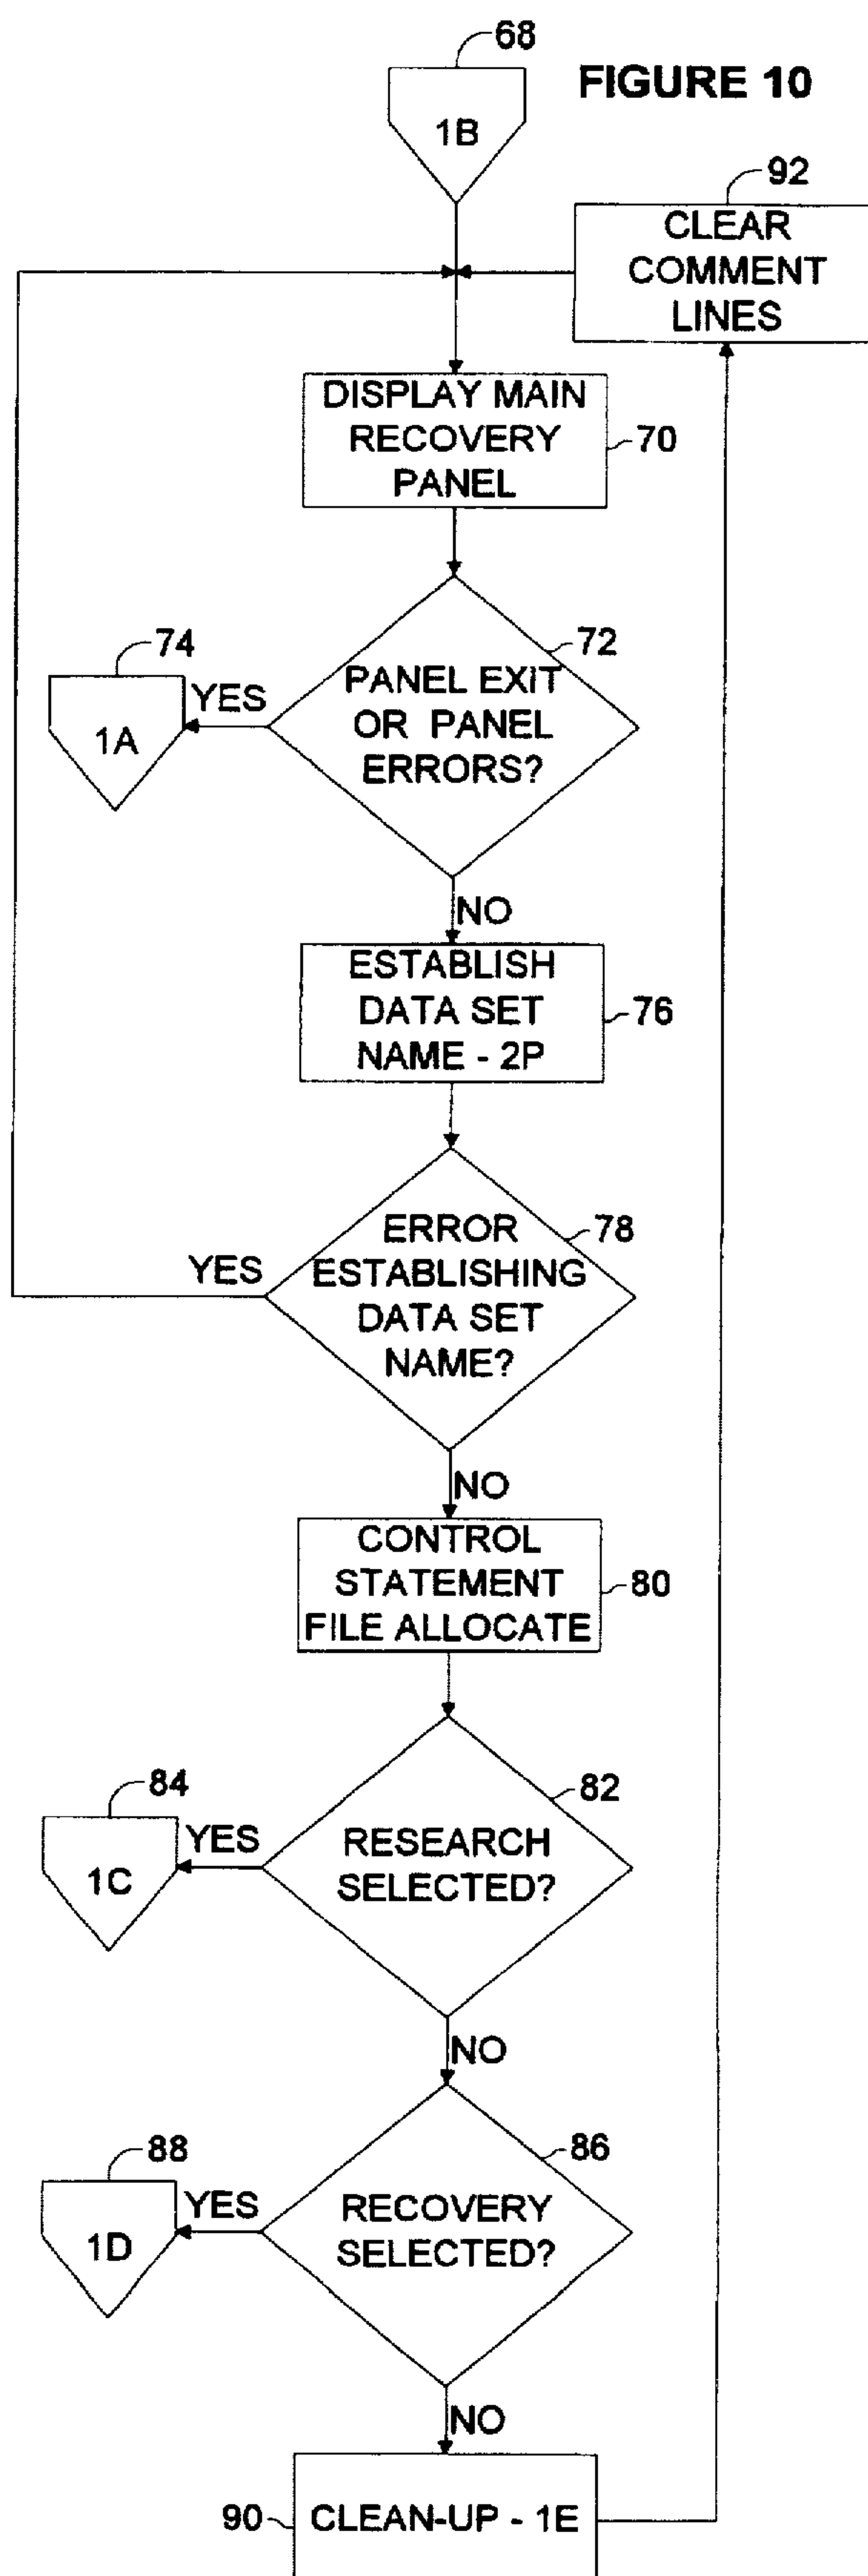 68
FIGURE 10
1B
92
CLEAR
COMMENT
LINES
DISPLAY MAIN
RECOVERY
PANEL
70
74
72
YES
1A
PANEL EXIT
OR PANEL
ERRORS?
NO
ESTABLISH
DATA SET
NAME - 2P
76
78
YES
ERROR
ESTABLISHING
DATA SET
NAME?
NO
CONTROL
STATEMENT
FILE ALLOCATE
80
84
82
YES
1C
RESEARCH
SELECTED?
NO
88
86
YES
1D
RECOVERY
SELECTED?
NO
90
CLEAN-UP - 1E